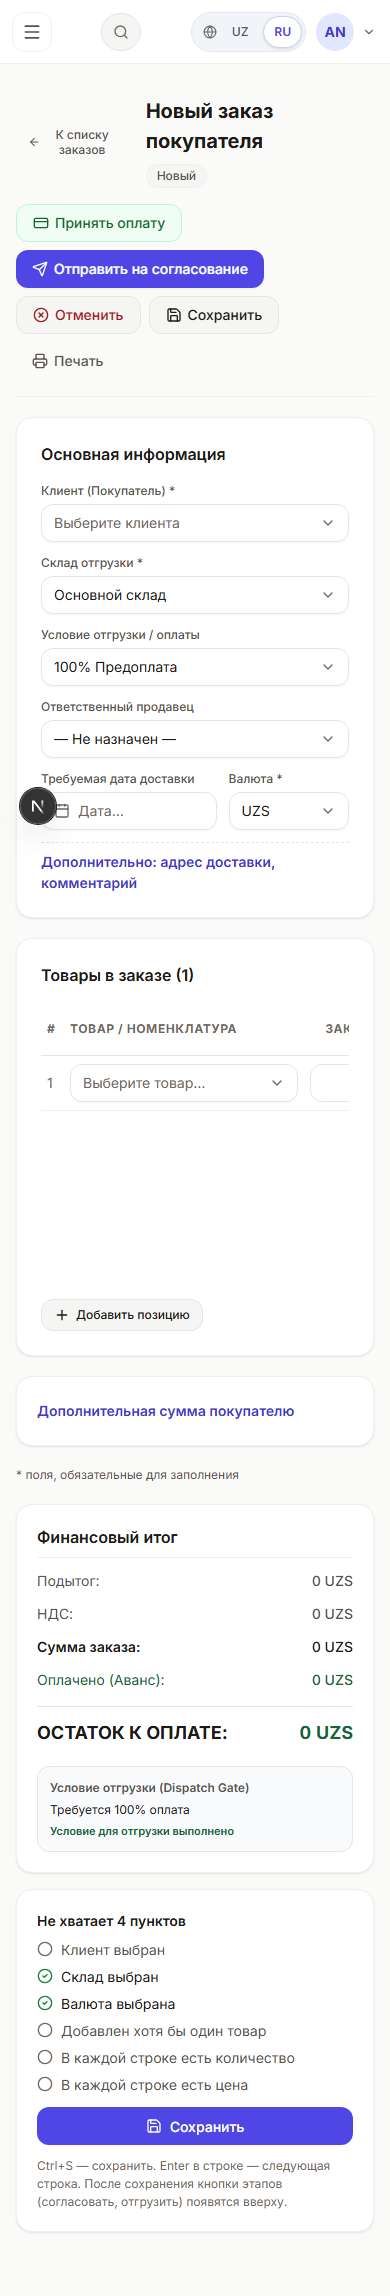 UZ
RU
AN
К списку
заказов
Новый заказ
покупателя
Новый
Принять оплату
Отправить на согласование
Отменить
Сохранить
Печать
Основная информация
Клиент (Покупатель) *
Выберите клиента
Склад отгрузки *
Основной склад
Условие отгрузки / оплаты
100% Предоплата
Ответственный продавец
— Не назначен —
Требуемая дата доставки
Валюта *
N
Дата...
UZS
Дополнительно: адрес доставки,
комментарий
Товары в заказе (1)
# ТОВАР / НОМЕНКЛАТУРА ЗАК
1 Выберите товар...
Добавить позицию
Дополнительная сумма покупателю
* поля, обязательные для заполнения
Финансовый итог
Подытог: 0 UZS
НДС: 0 UZS
Сумма заказа: 0 UZS
Оплачено (Аванс): 0 UZS
ОСТАТОК К ОПЛАТЕ: 0 UZS
Условие отгрузки (Dispatch Gate)
Требуется 100% оплата
Условие для отгрузки выполнено
Не хватает 4 пунктов
Клиент выбран
Склад выбран
Валюта выбрана
Добавлен хотя бы один товар
В каждой строке есть количество
В каждой строке есть цена
Сохранить
Ctrl+S — сохранить. Enter в строке — следующая
строка. После сохранения кнопки этапов
(согласовать, отгрузить) появятся вверху.